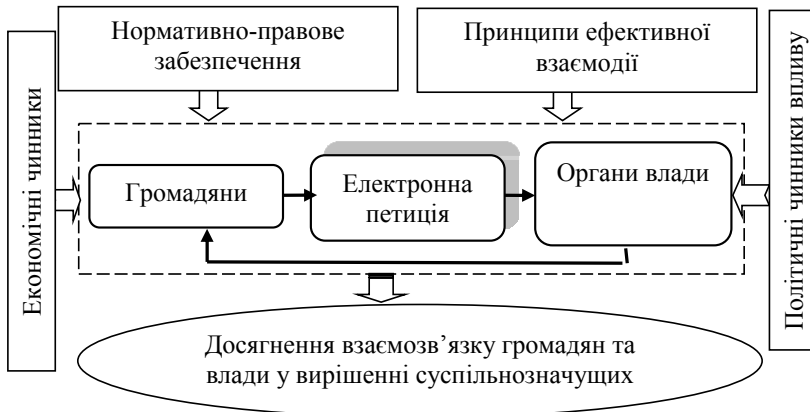 Нормативно-правове
забезпечення
Принципи ефективної
взаємодії
Економічні чинники
Політичні чинники впливу
Громадяни
Електронна
петиція
Органи влади
Досягнення взаємозв’язку громадян та
влади у вирішенні суспільнозначущих